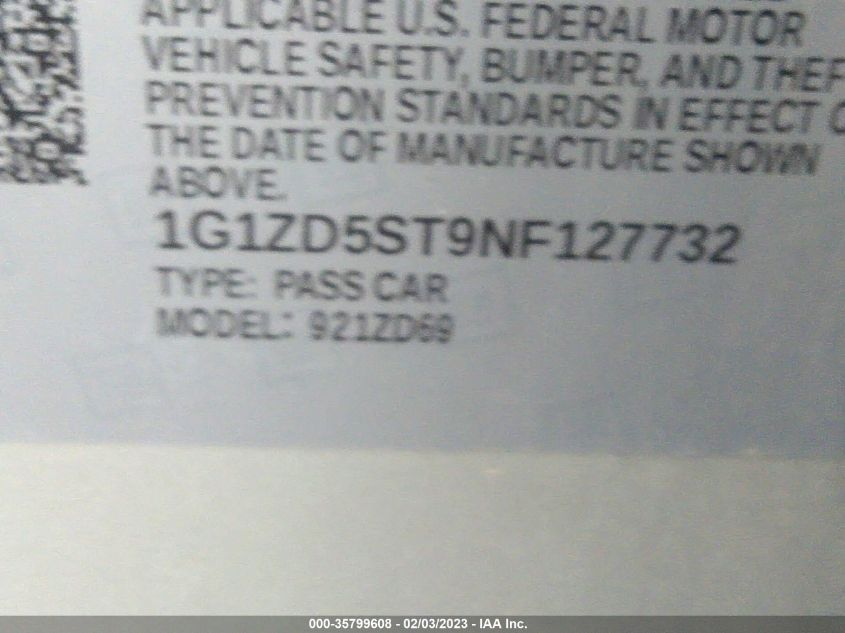 APPLICABLE U.S. FEDERAL MOTOR
VEHICLE SAFETY, BUMPER, AND THEF
PREVENTION STANDARDS IN EFFECT O
THE DATE OF MANUFACTURE SHOWN
ABOVE.
1G1ZD5ST9NF127732
TYPE: PASS CAR
MODEL: 921ZD69
000-35799608 - 02/03/2023 - IAA Inc.